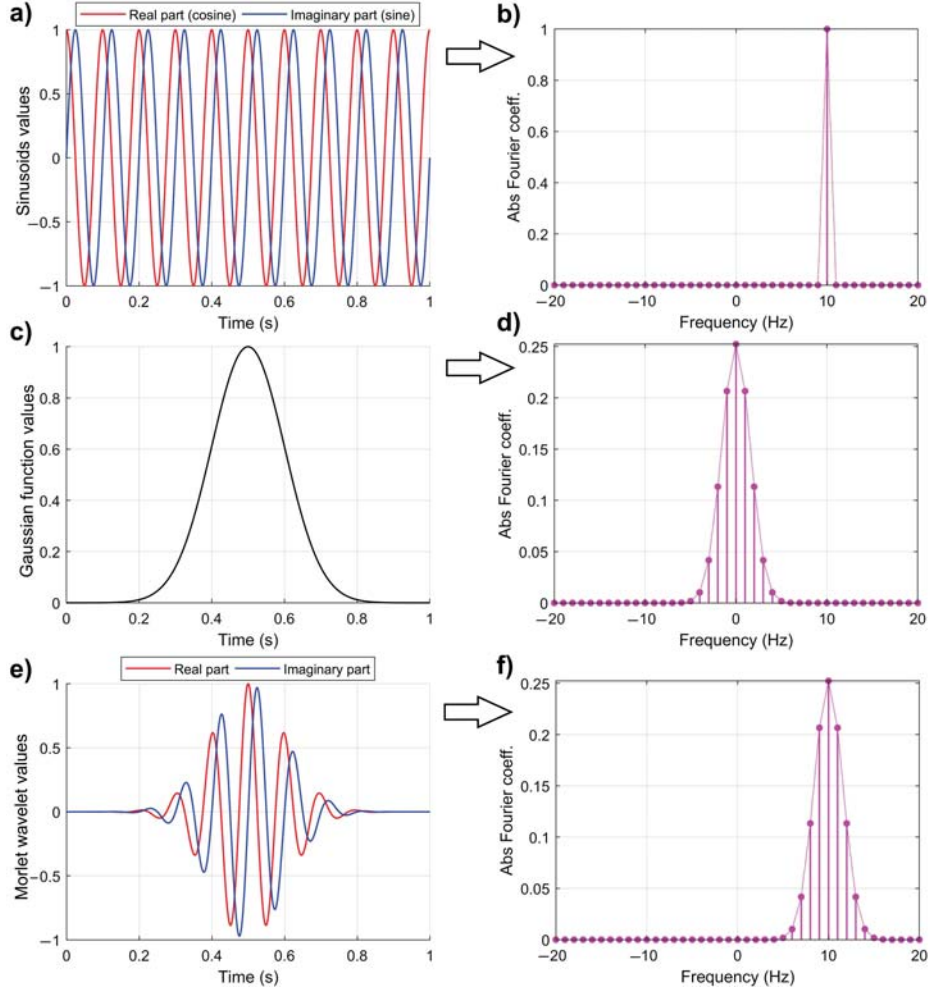 a)
Real part (cosine) Imaginary part (sine)
Sinusoids values
1
0.5
0
−0.5
−1
0 0.2 0.4 0.6 0.8 1
Time (s)
b)
Abs Fourier coeff.
1
0.8
0.6
0.4
0.2
0
−20 −10 0 10 20
Frequency (Hz)
c)
Gaussian function values
1
0.8
0.6
0.4
0.2
0
0 0.2 0.4 0.6 0.8 1
Time (s)
d)
Abs Fourier coeff.
0.25
0.2
0.15
0.1
0.05
0
−20 −10 0 10 20
Frequency (Hz)
e)
Real part Imaginary part
Morlet wavelet values
1
0.5
0
−0.5
−1
0 0.2 0.4 0.6 0.8 1
Time (s)
f)
Abs Fourier coeff.
0.25
0.2
0.15
0.1
0.05
0
−20 −10 0 10 20
Frequency (Hz)